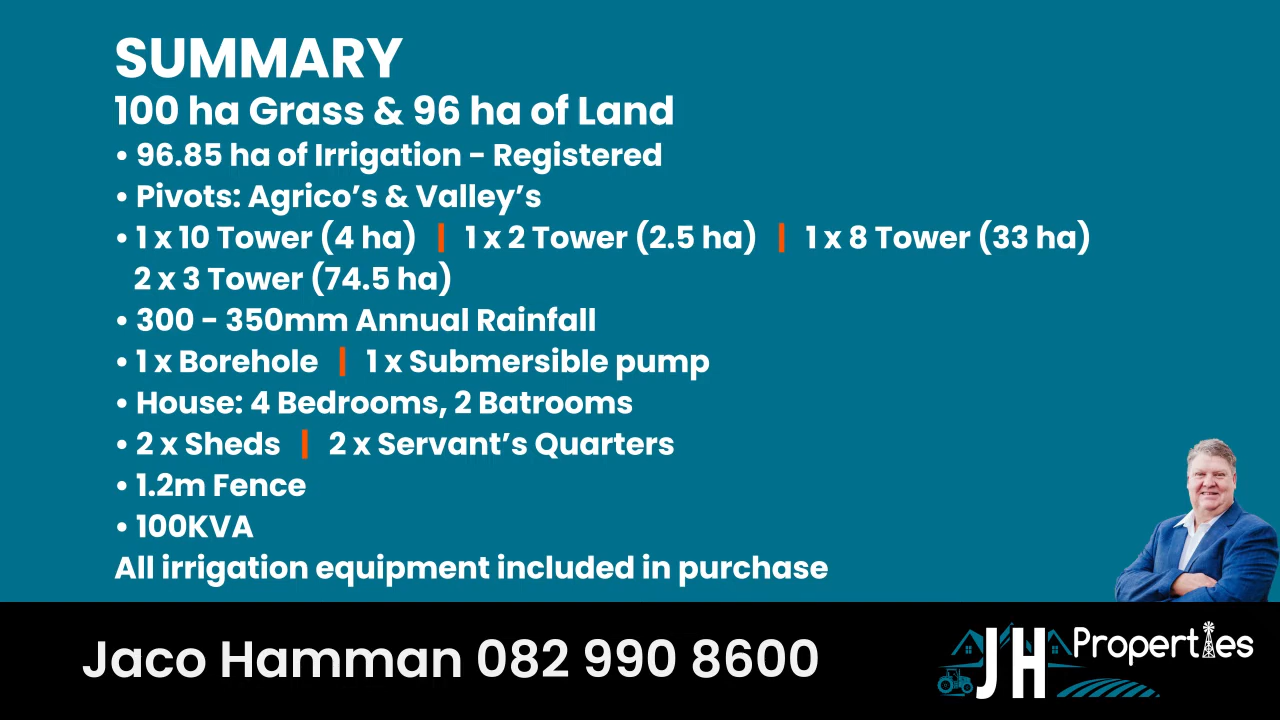 SUMMARY
100 ha Grass & 96 ha of Land
• 96.85 ha of Irrigation - Registered
• Pivots: Agrico’s & Valley’s
• 1 x 10 Tower (4 ha) | 1 x 2 Tower (2.5 ha) | 1 x 8 Tower (33 ha)
2 x 3 Tower (74.5 ha)
• 300 - 350mm Annual Rainfall
• 1 x Borehole | 1 x Submersible pump
• House: 4 Bedrooms, 2 Batrooms
• 2 x Sheds | 2 x Servant’s Quarters
• 1.2m Fence
• 100KVA
All irrigation equipment included in purchase
Jaco Hamman 082 990 8600
JH Properties